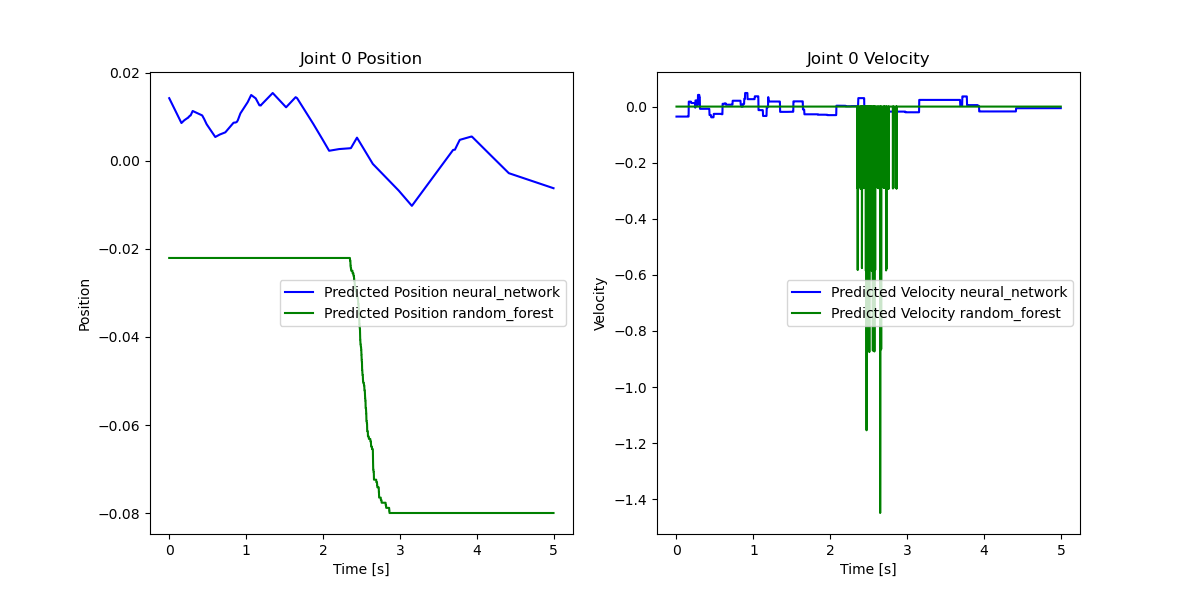 Joint 0 Position
0.02
0.00
−0.02
−0.04
−0.06
−0.08
Position
Predicted Position neural_network
Predicted Position random_forest
0 1 2 3 4 5
Time [s]
Joint 0 Velocity
0.0
−0.2
−0.4
−0.6
−0.8
−1.0
−1.2
−1.4
Velocity
Predicted Velocity neural_network
Predicted Velocity random_forest
0 1 2 3 4 5
Time [s]